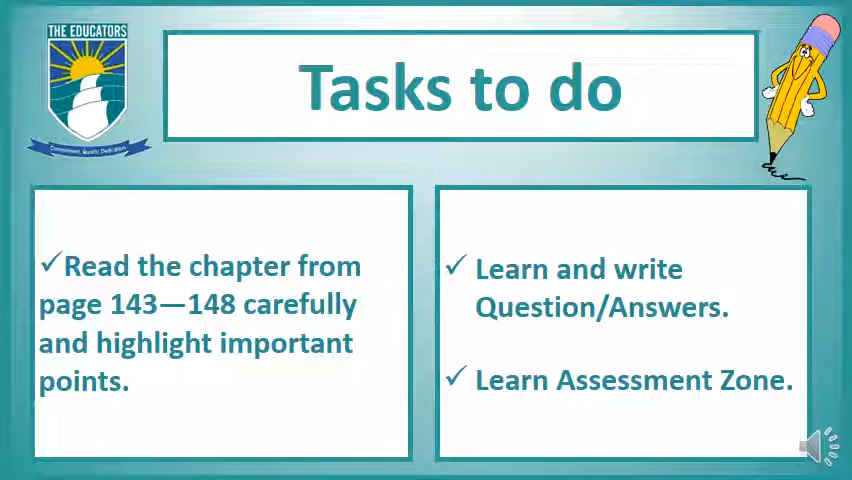 THE EDUCATORS
Commitment, Quality, Dedication.
Tasks to do
✓Read the chapter from
page 143—148 carefully
and highlight important
points.
✓ Learn and write
Question/Answers.
✓ Learn Assessment Zone.